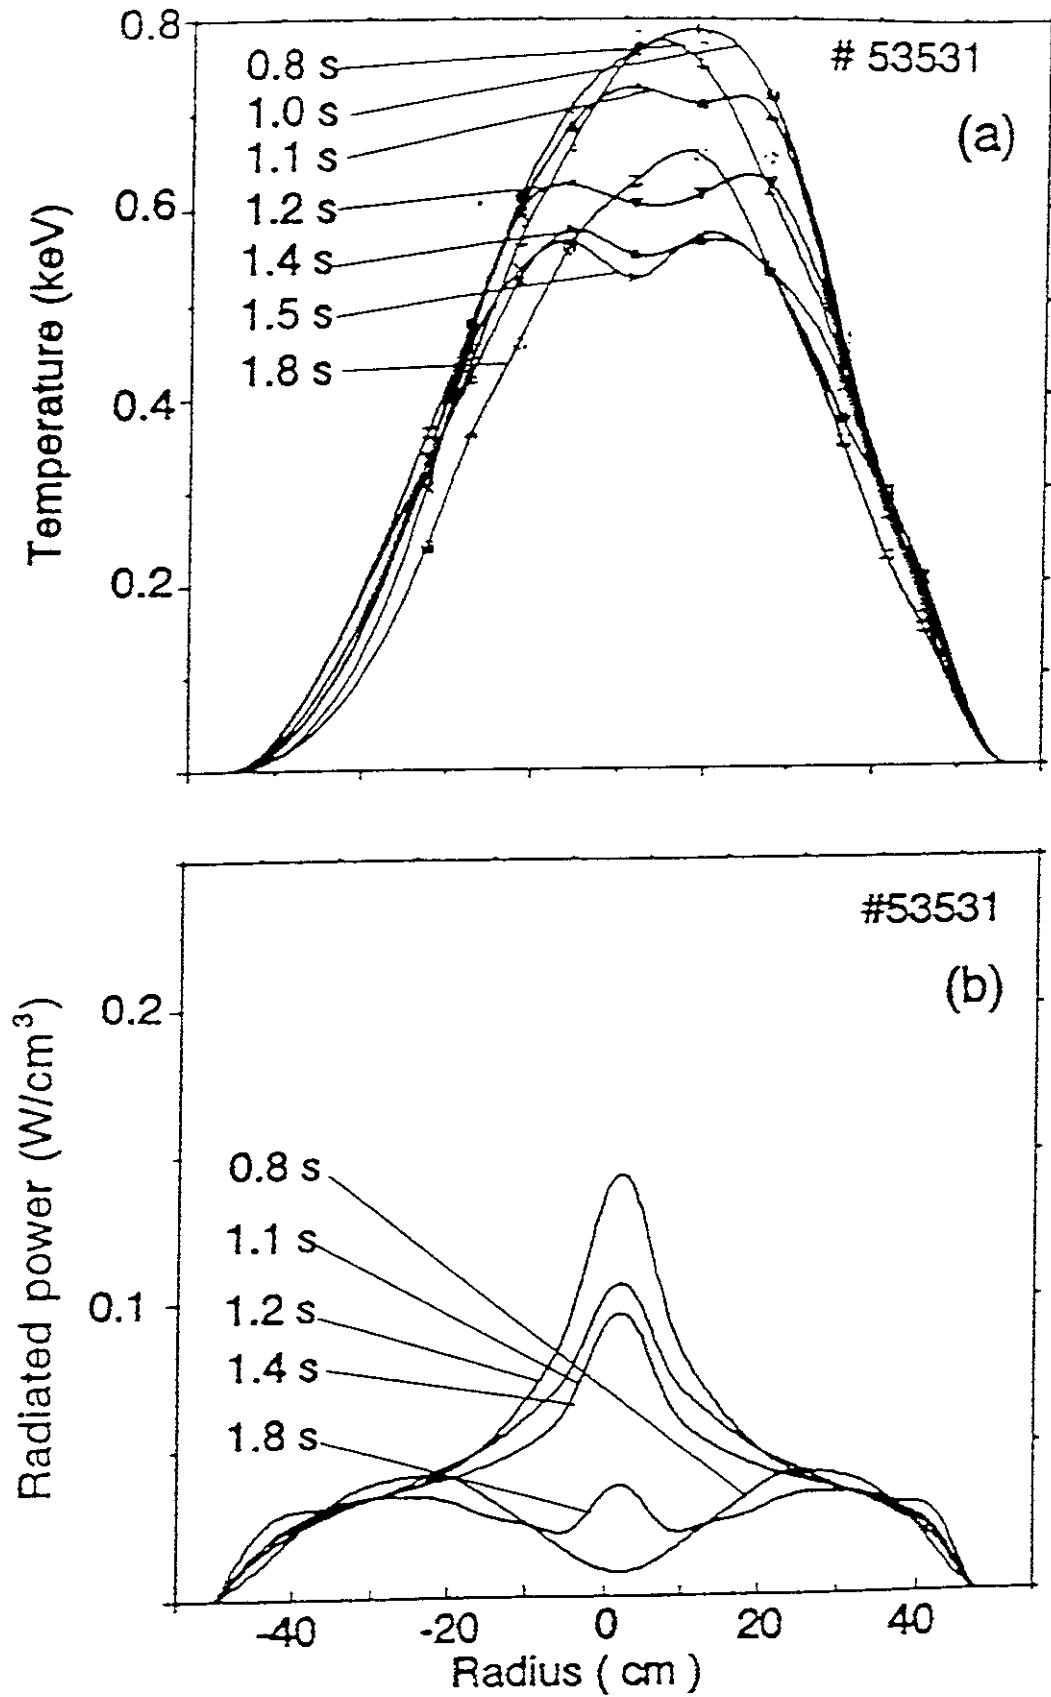 0.8
0.6
0.4
0.2
Temperature (keV)
# 53531
(a)
0.8 s
1.0 s
1.1 s
1.2 s
1.4 s
1.5 s
1.8 s
#53531
(b)
0.2
0.1
Radiated power (W/cm³)
0.8 s
1.1 s
1.2 s
1.4 s
1.8 s
-40 -20 0 20 40
Radius ( cm )